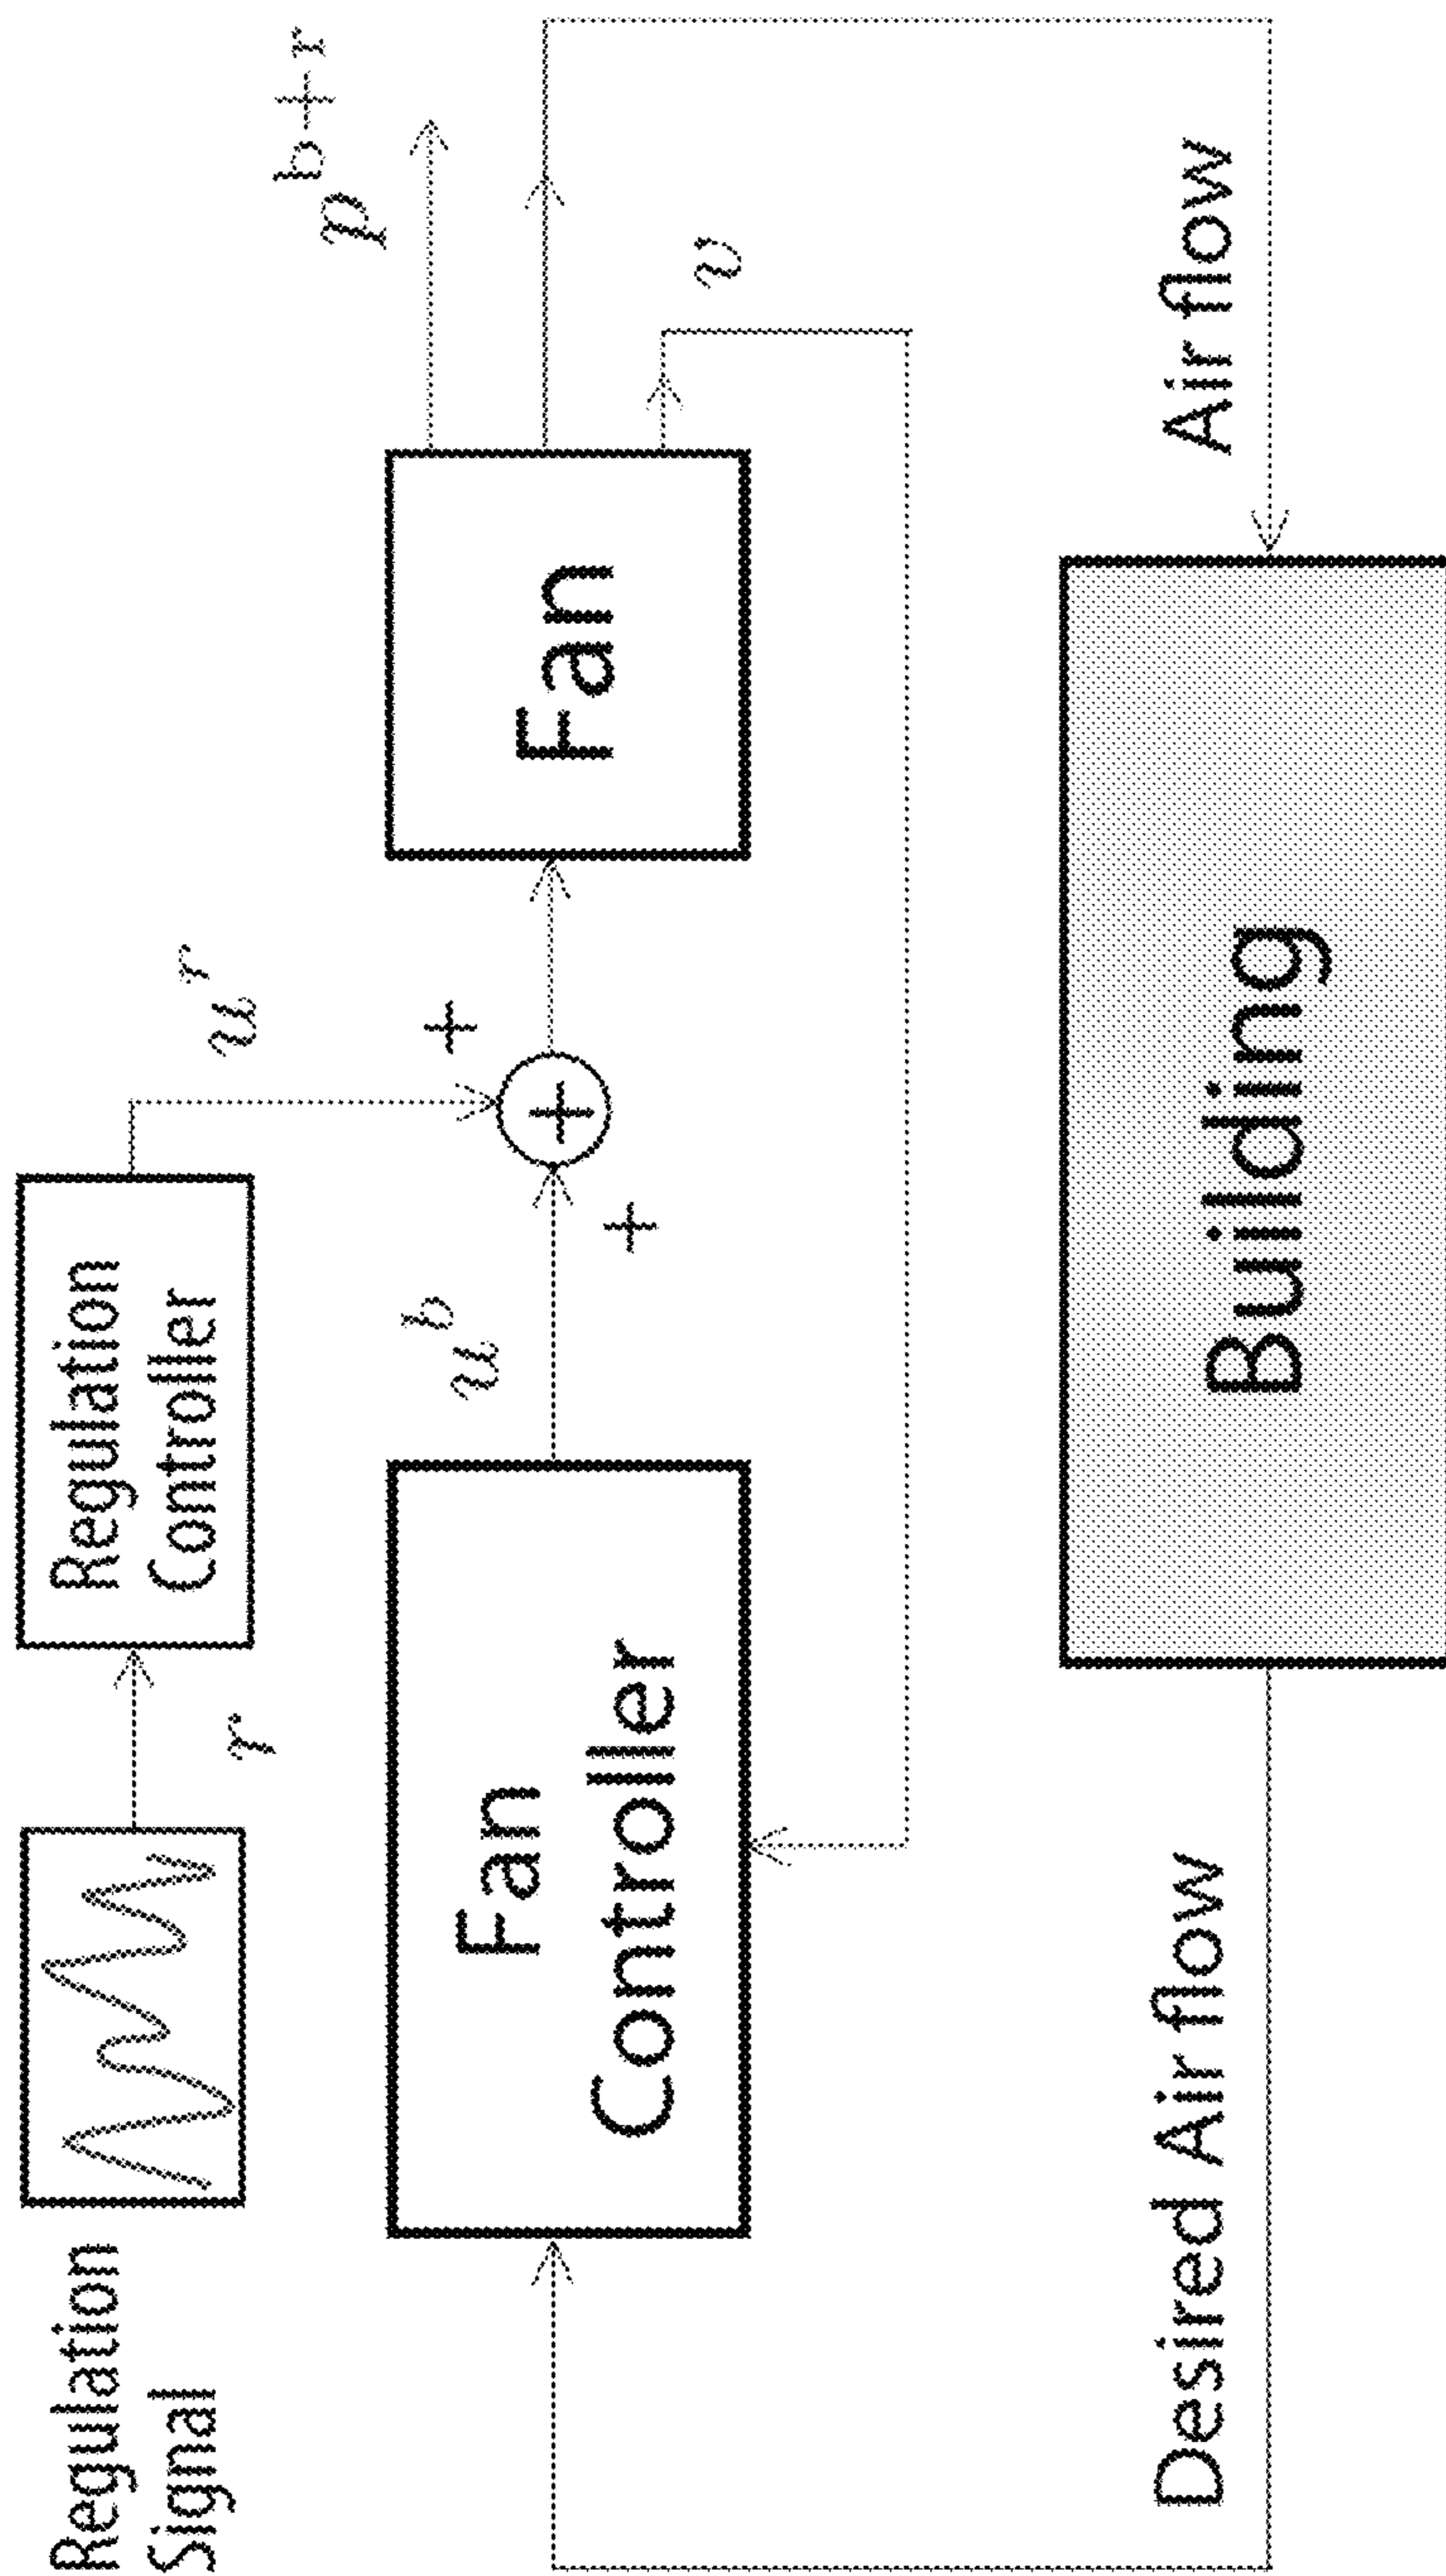 Regulation
Signal
r
Regulation
Controller
u^r
Fan
Controller
u^b
+
+
+
Fan
p^{b+r}
v
Desired Air flow
Building
Air flow